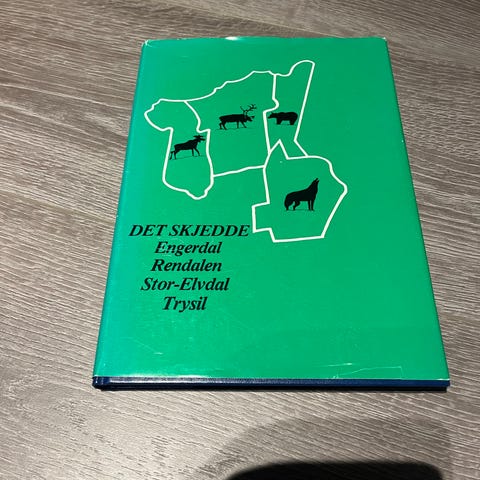 DET SKJEDDE
Engerdal
Rendalen
Stor-Elvdal
Trysil